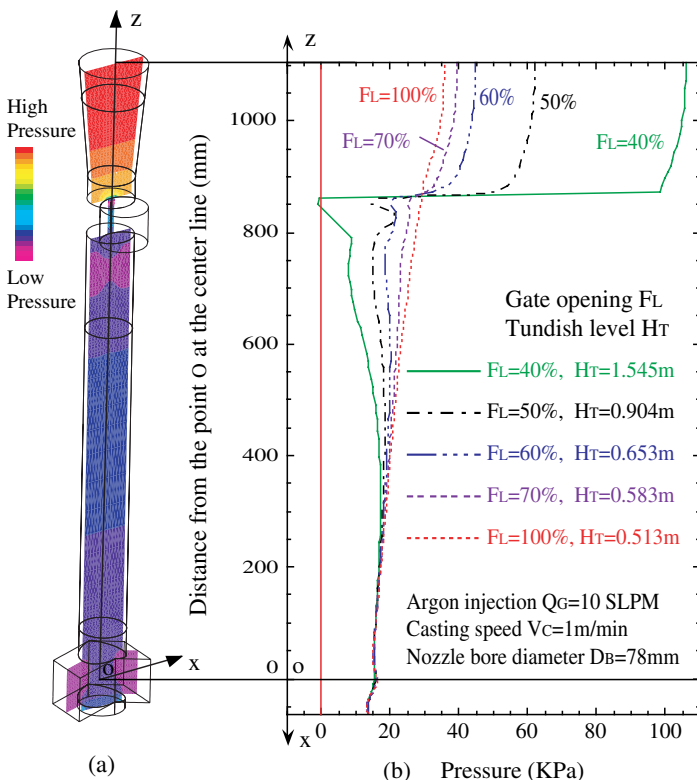 z
High
Pressure
Low
Pressure
o
x
(a)
Distance from the point O at the center line (mm)
z
1000
800
600
400
200
0
o
x
0
20
40
60
80
100
(b)
Pressure (KPa)
FL=100%
60%
50%
FL=70%
FL=40%
Gate opening FL
Tundish level HT
FL=40%, HT=1.545m
FL=50%, HT=0.904m
FL=60%, HT=0.653m
FL=70%, HT=0.583m
FL=100%, HT=0.513m
Argon injection QG=10 SLPM
Casting speed VC=1m/min
Nozzle bore diameter DB=78mm